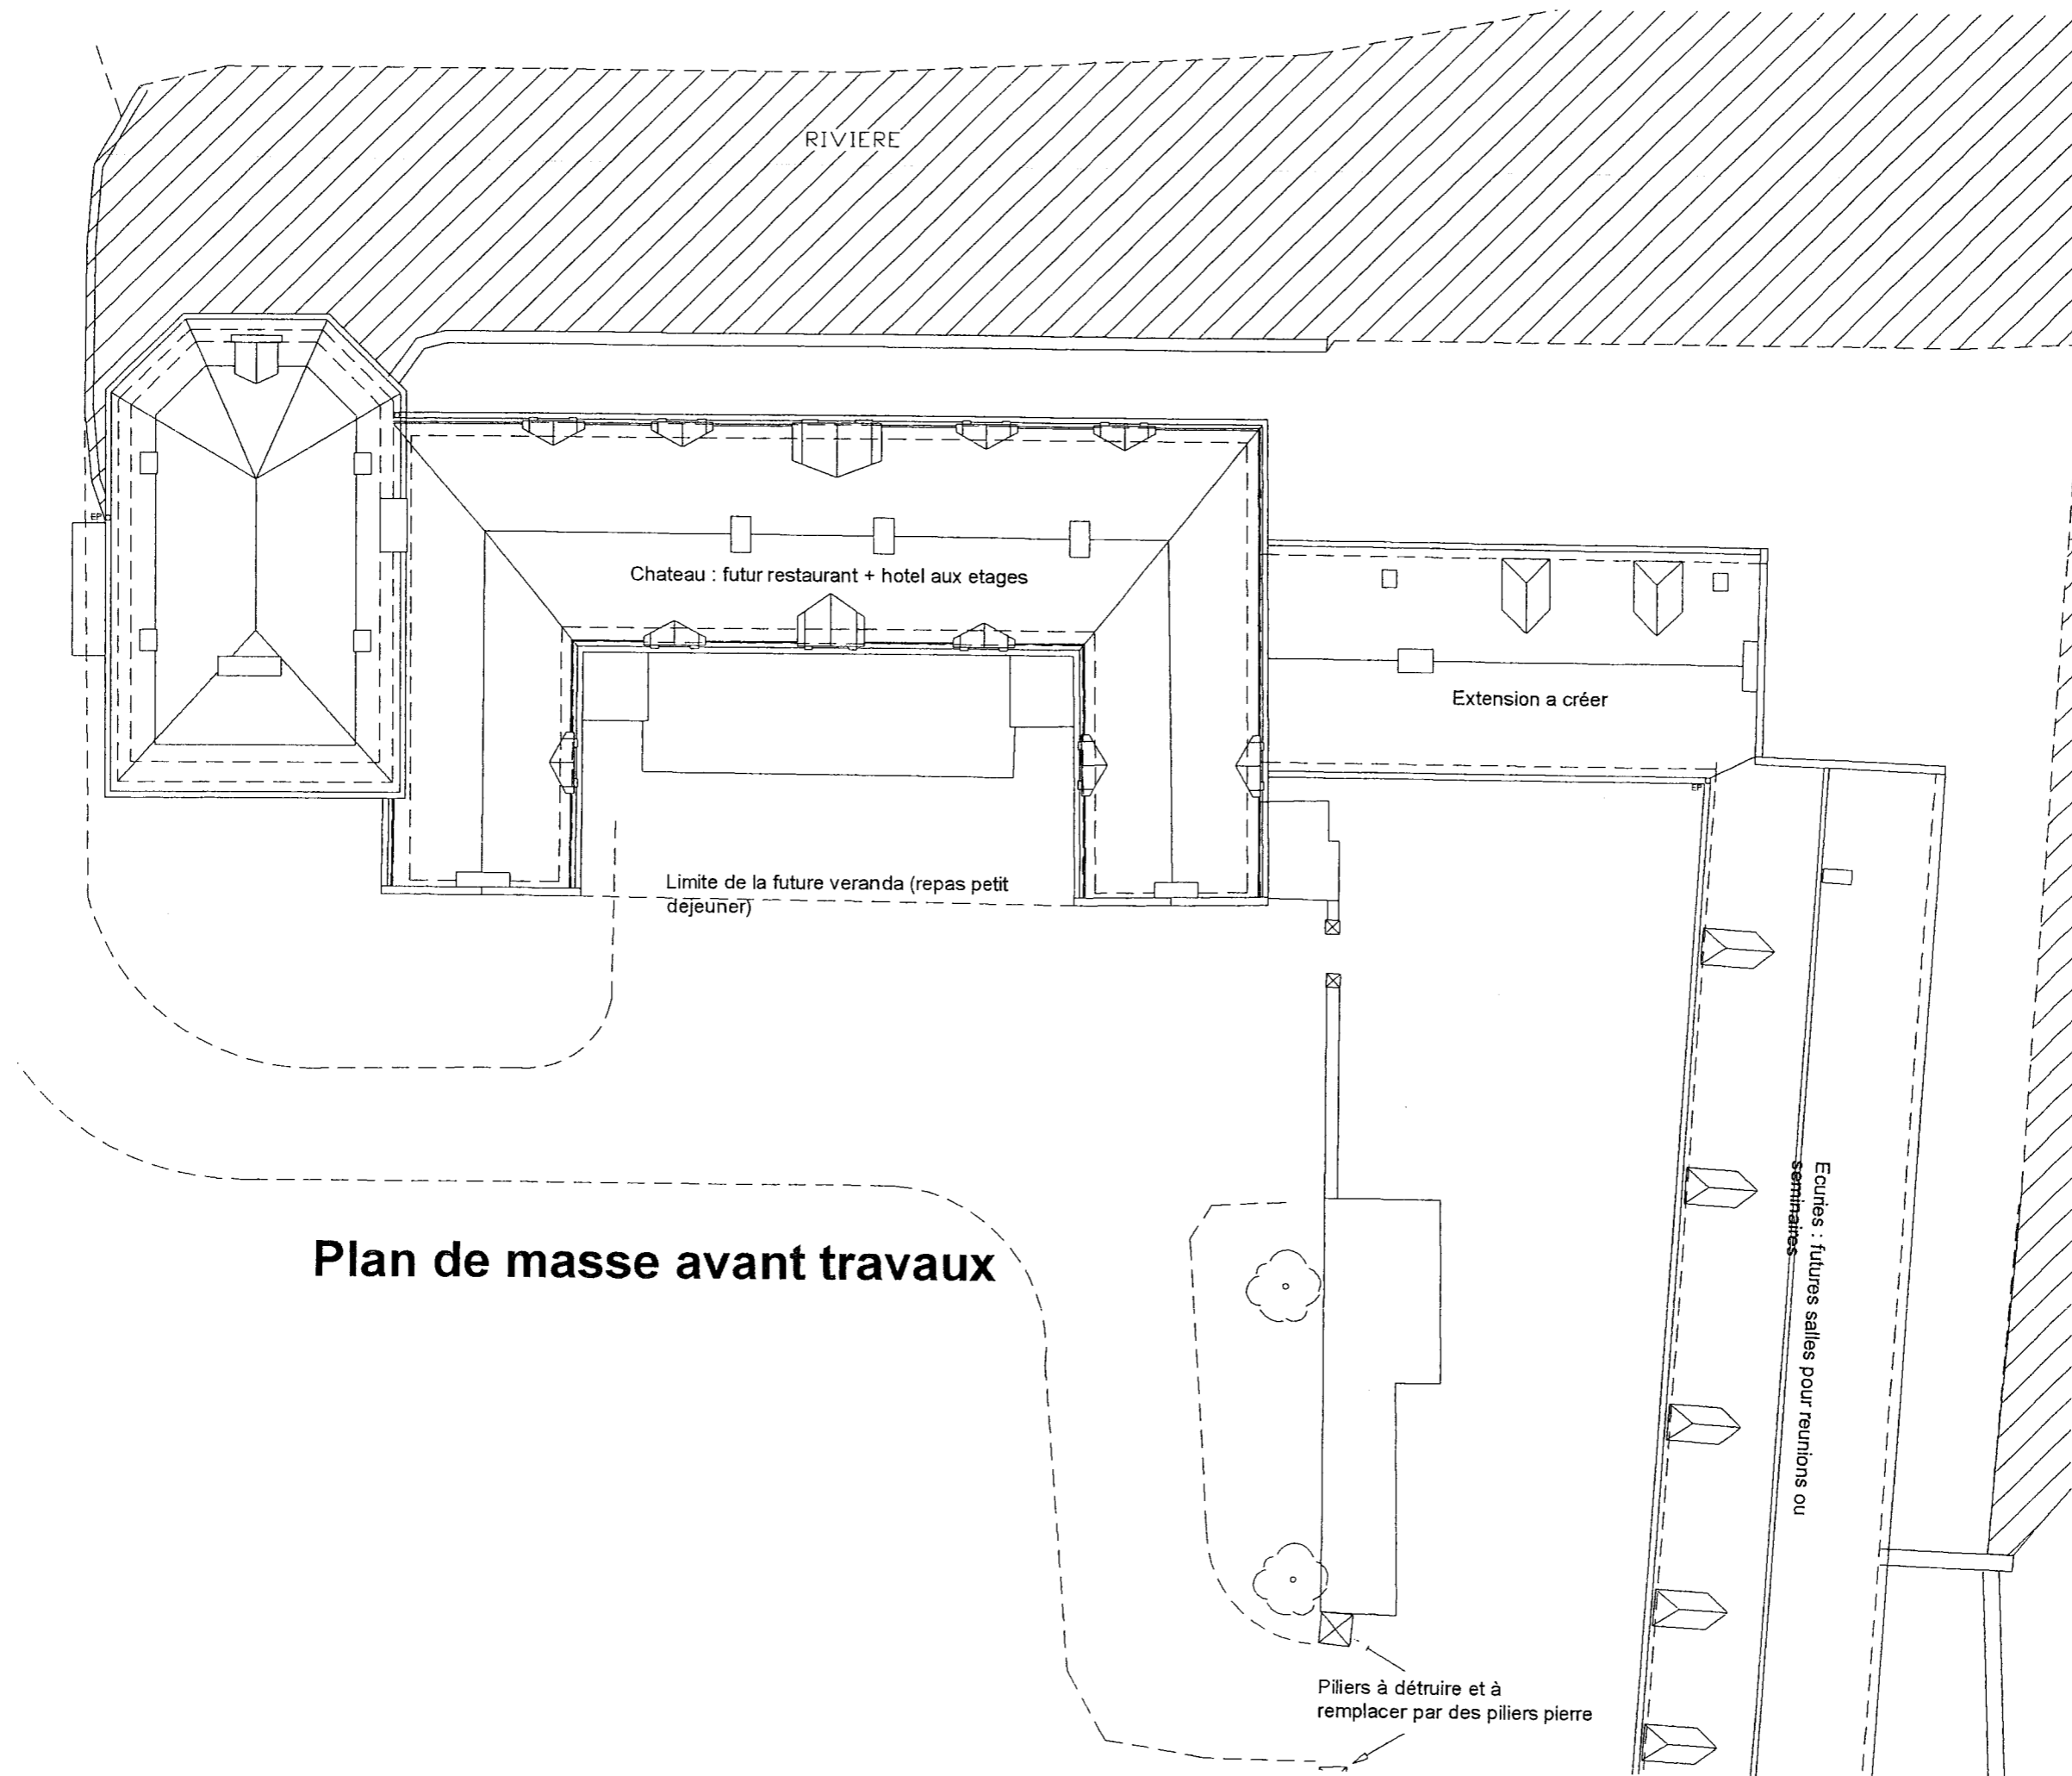 RIVIERE
EP
Chateau : futur restaurant + hotel aux etages
Extension a créer
EP
Limite de la future veranda (repas petit
dejeuner)
Ecuries : futures salles pour reunions ou
seminaires
Plan de masse avant travaux
Piliers à détruire et à
remplacer par des piliers pierre